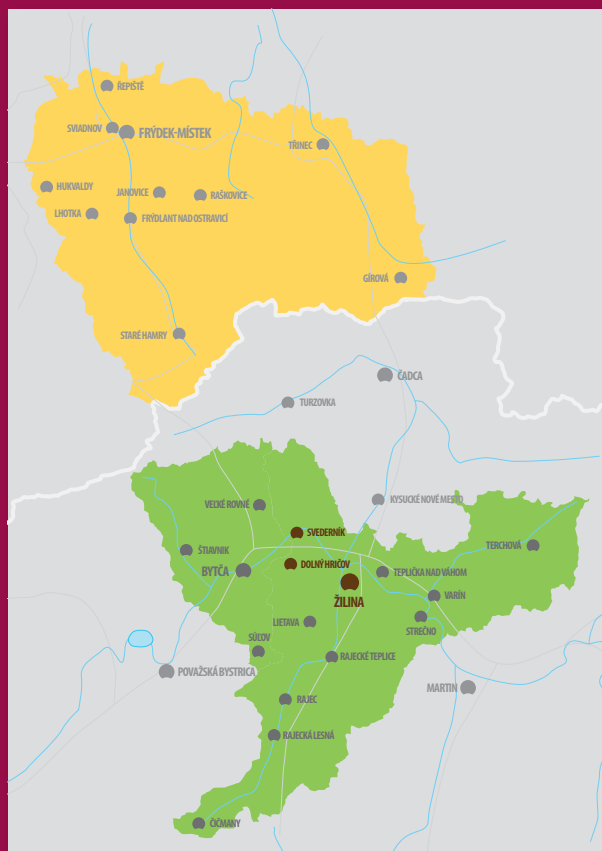 ŘEPIŠTĚ
SVIADNOV
FRÝDEK-MÍSTEK
TŘINEC
HUKVALDY
JANOVICE
RAŠKOVICE
LHOTKA
FRÝDLANT NAD OSTRAVICÍ
GÍROVÁ
STARÉ HAMRY
ČADCA
TURZOVKA
KYSUCKÉ NOVÉ MESTO
VEĽKÉ ROVNÉ
SVEDERNÍK
TERCHOVÁ
ŠTIAVNIK
DOLNÝ HRIČOV
BYTČA
TEPLIČKA NAD VÁHOM
ŽILINA
VARÍN
LIETAVA
STREČNO
SÚĽOV
RAJECKÉ TEPLICE
POVAŽSKÁ BYSTRICA
MARTIN
RAJEC
RAJECKÁ LESNÁ
ČIČMANY